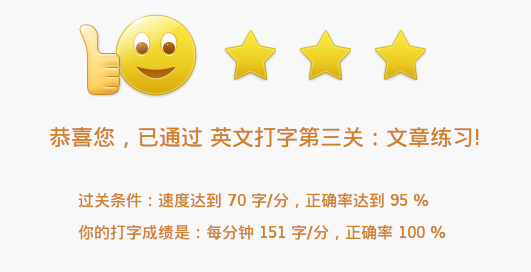 恭喜您，已通过 英文打字第三关：文章练习!
过关条件：速度达到 70 字/分，正确率达到 95 %
你的打字成绩是：每分钟 151 字/分，正确率 100 %